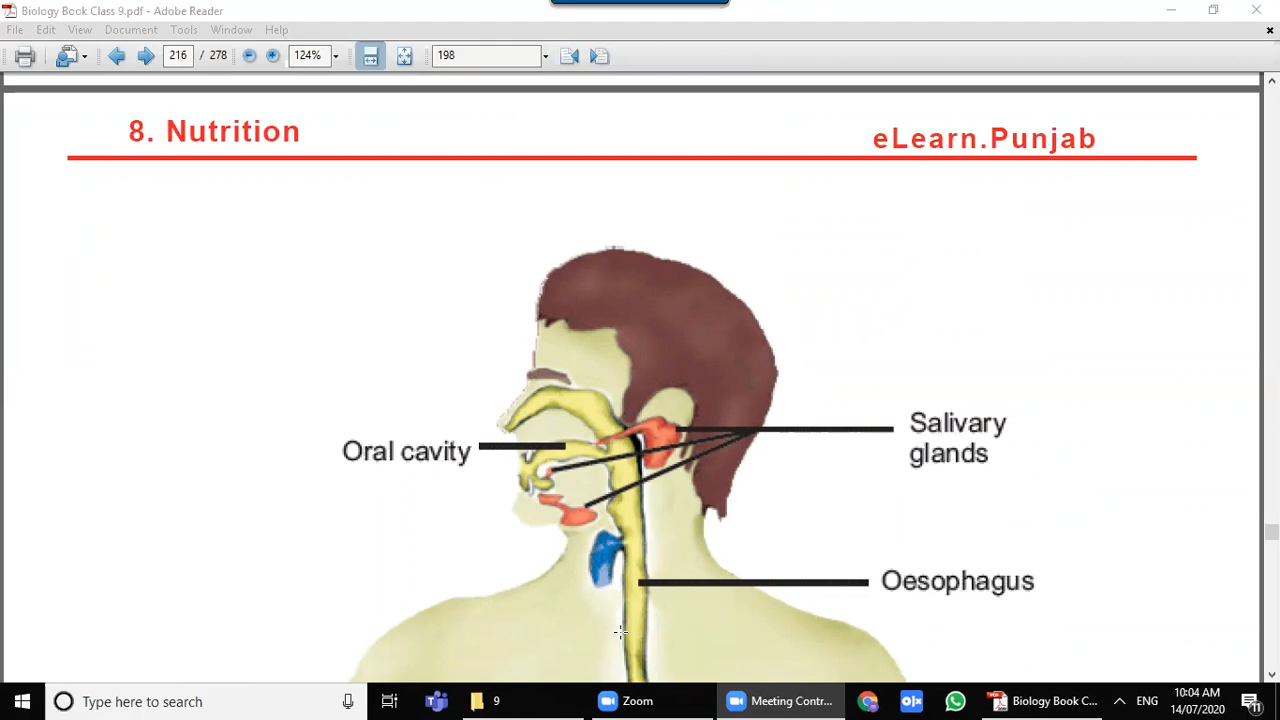 Biology Book Class 9.pdf - Adobe Reader
File Edit View Document Tools Window Help
216 / 278 124% 198
8. Nutrition eLearn.Punjab
Salivary
glands
Oral cavity
Oesophagus
Type here to search 9 Zoom Meeting Contr... Biology Book C... ENG 10:04 AM
14/07/2020
11